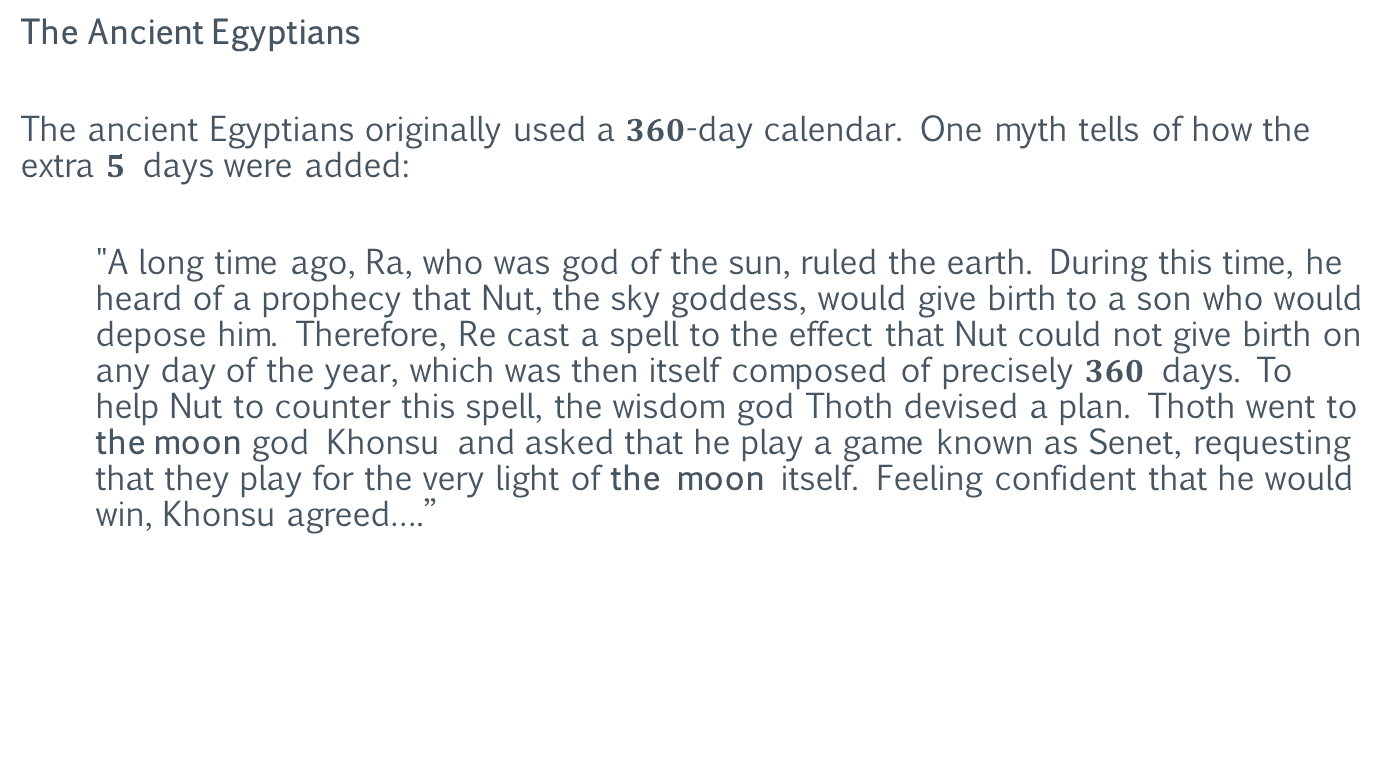 The Ancient Egyptians
The ancient Egyptians originally used a 360-day calendar. One myth tells of how the
extra 5 days were added:
"A long time ago, Ra, who was god of the sun, ruled the earth. During this time, he
heard of a prophecy that Nut, the sky goddess, would give birth to a son who would
depose him. Therefore, Re cast a spell to the effect that Nut could not give birth on
any day of the year, which was then itself composed of precisely 360 days. To
help Nut to counter this spell, the wisdom god Thoth devised a plan. Thoth went to
the moon god Khonsu and asked that he play a game known as Senet, requesting
that they play for the very light of the moon itself. Feeling confident that he would
win, Khonsu agreed....”